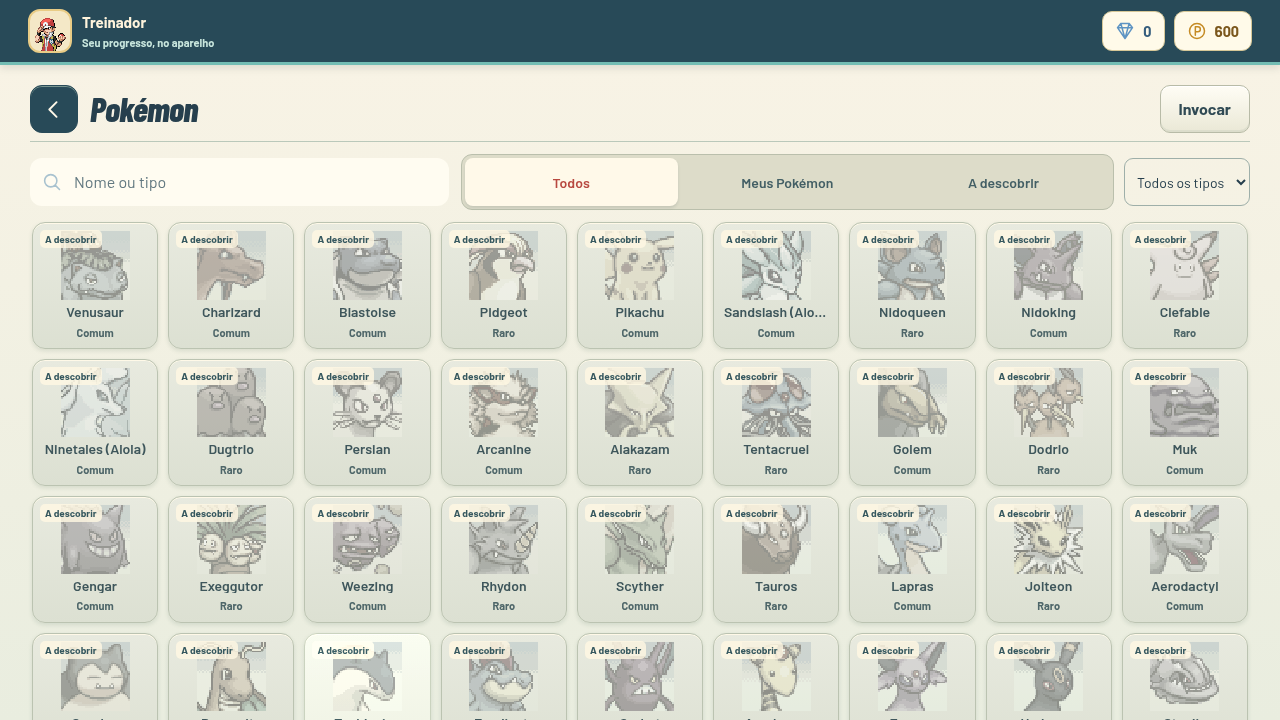 Treinador
Seu progresso, no aparelho
0
600
Pokémon
Invocar
Nome ou tipo
Todos
Meus Pokémon
A descobrir
Todos os tipos
A descobrir A descobrir A descobrir A descobrir A descobrir A descobrir A descobrir A descobrir A descobrir
Venusaur Charizard Blastoise Pidgeot Pikachu Sandslash (Alo... Nidoqueen Nidoking Clefable
Comum Comum Comum Raro Comum Comum Raro Comum Raro
A descobrir A descobrir A descobrir A descobrir A descobrir A descobrir A descobrir A descobrir A descobrir
Ninetales (Alola) Dugtrio Persian Arcanine Alakazam Tentacruel Golem Dodrio Muk
Comum Raro Comum Comum Raro Raro Comum Raro Comum
A descobrir A descobrir A descobrir A descobrir A descobrir A descobrir A descobrir A descobrir A descobrir
Gengar Exeggutor Weezing Rhydon Scyther Tauros Lapras Jolteon Aerodactyl
Comum Raro Comum Raro Comum Raro Comum Raro Comum
A descobrir A descobrir A descobrir A descobrir A descobrir A descobrir A descobrir A descobrir A descobrir